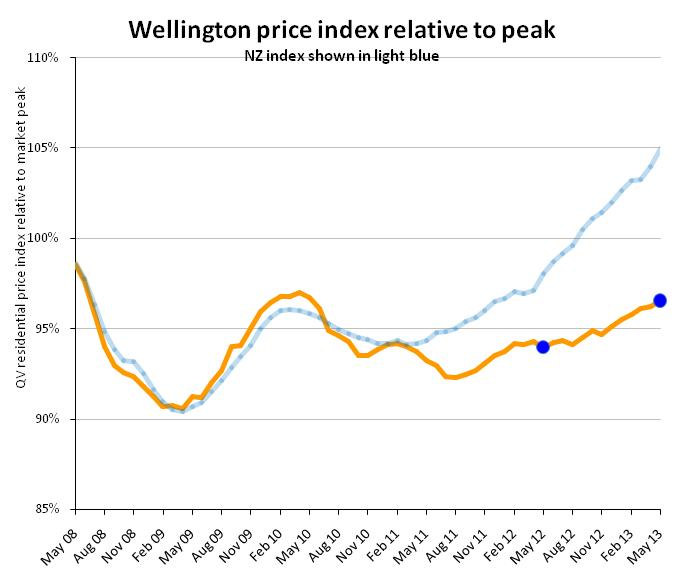 Wellington price index relative to peak
NZ index shown in light blue
QV residential price index relative to market peak
110%
105%
100%
95%
90%
85%
May 08
Aug 08
Nov 08
Feb 09
May 09
Aug 09
Nov 09
Feb 10
May 10
Aug 10
Nov 10
Feb 11
May 11
Aug 11
Nov 11
Feb 12
May 12
Aug 12
Nov 12
Feb 13
May 13